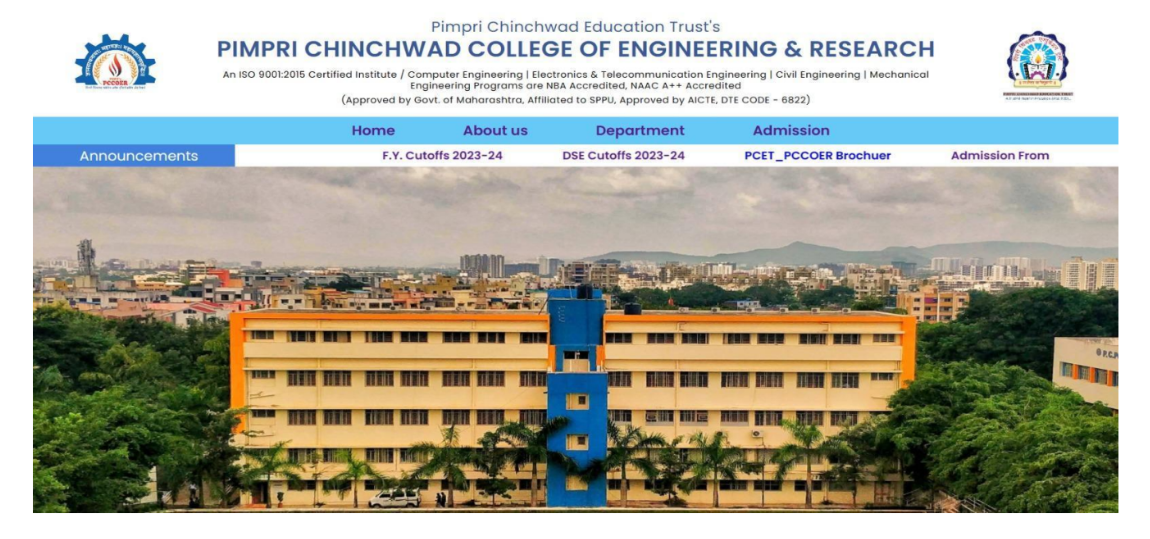 Pimpri Chinchwad Education Trust's
PIMPRI CHINCHWAD COLLEGE OF ENGINEERING & RESEARCH
An ISO 9001:2015 Certified Institute / Computer Engineering | Electronics & Telecommunication Engineering | Civil Engineering | Mechanical
Engineering Programs are NBA Accredited, NAAC A++ Accredited
(Approved by Govt. of Maharashtra, Affiliated to SPPU, Approved by AICTE, DTE CODE - 6822)
PCCOER
Home About us Department Admission
Announcements F.Y. Cutoffs 2023-24 DSE Cutoffs 2023-24 PCET_PCCOER Brochuer Admission From